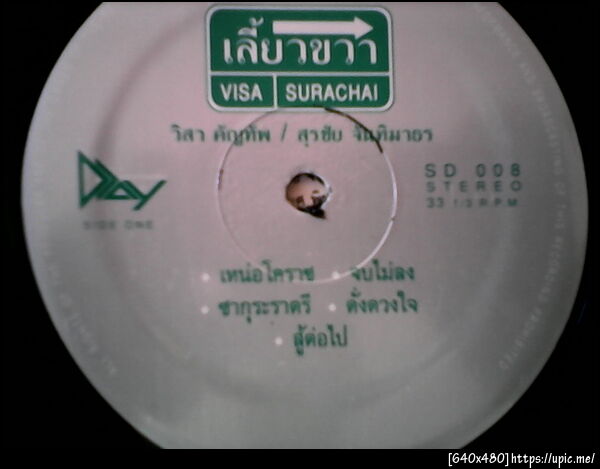 เลี้ยวขวา
VISA SURACHAI
วิสา คัญทัพ / สุรชัย จันทิมาธร
Play
SIDE ONE
SD 008
STEREO
33 1/3 R.P.M
• เหน่อโคราช • จบไม่ลง
• ซากุระราตรี • ดั่งดวงใจ
• สู้ต่อไป
[640x480]https://upic.me/